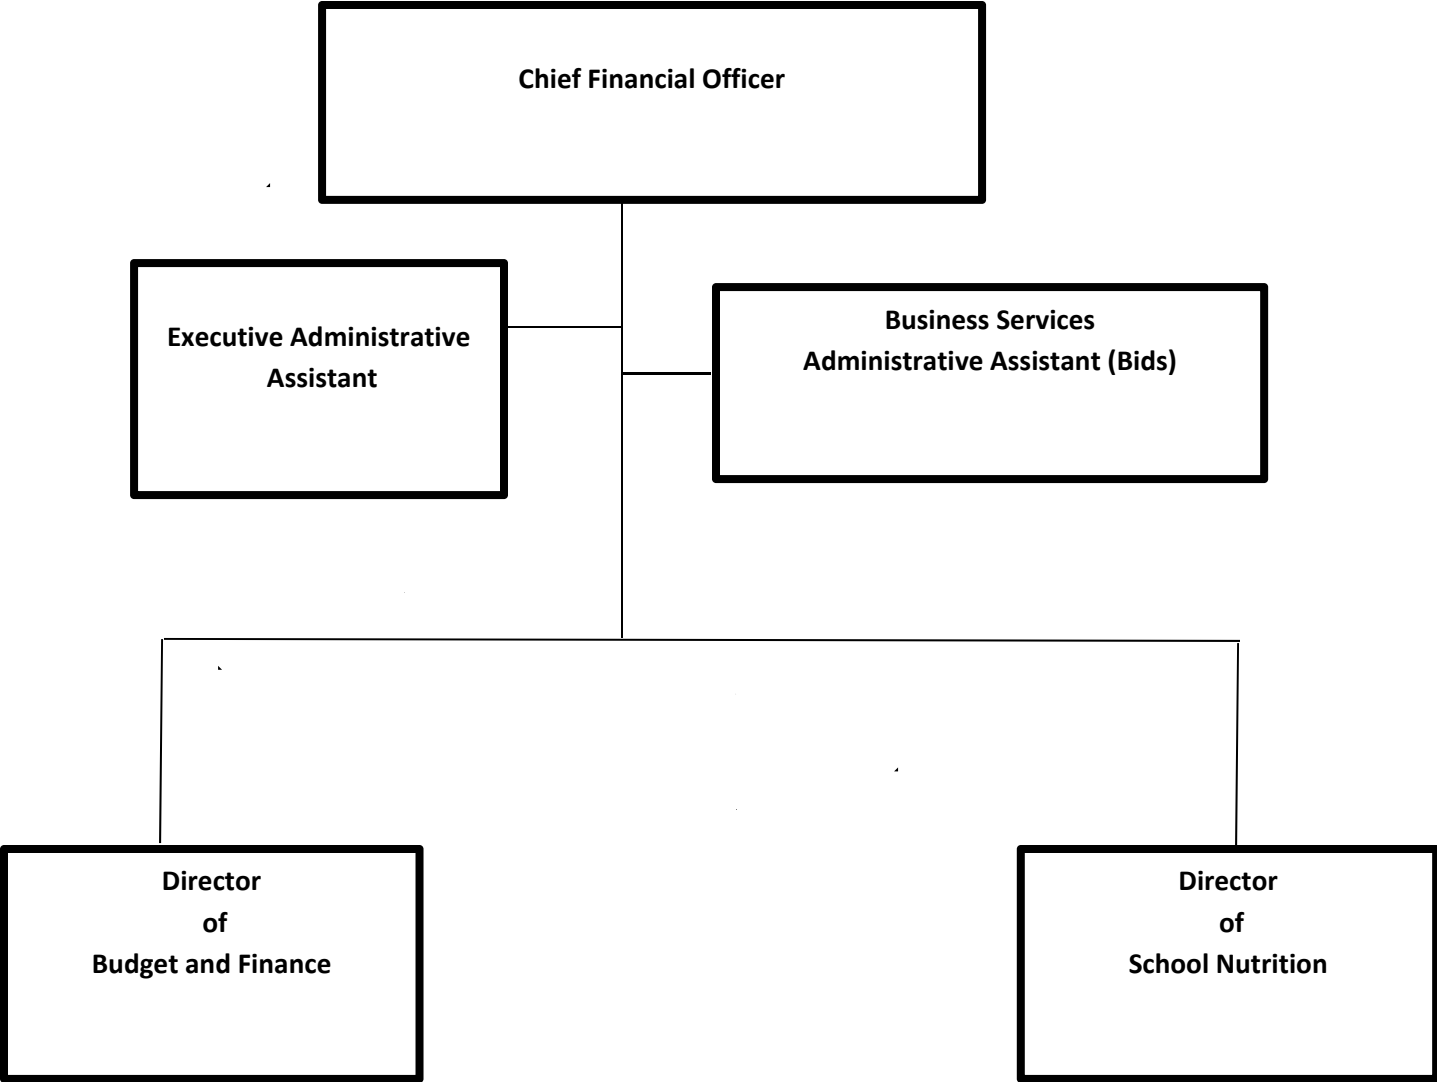 Chief Financial Officer
Executive Administrative
Assistant
Business Services
Administrative Assistant (Bids)
Director
of
Budget and Finance
Director
of
School Nutrition